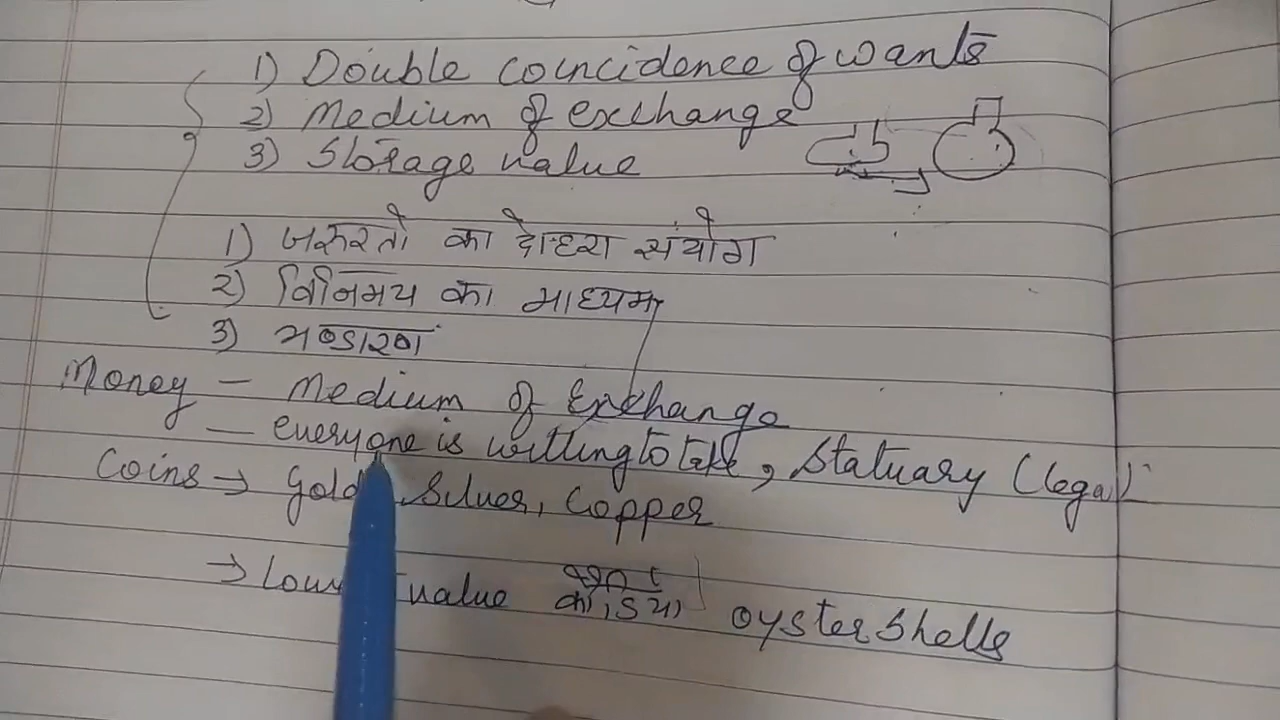 1) Double coincidence of wants
2) Medium of exchange
3) Storage value
1) जरूरतो का दोहरा संयोग
2) विनिमय का माध्यम
3) भण्डारण
Money – Medium of Exchange
– everyone is willing to take, Statuary (legal)
Coins → Gold, Silver, Copper
→ value
oyster shells